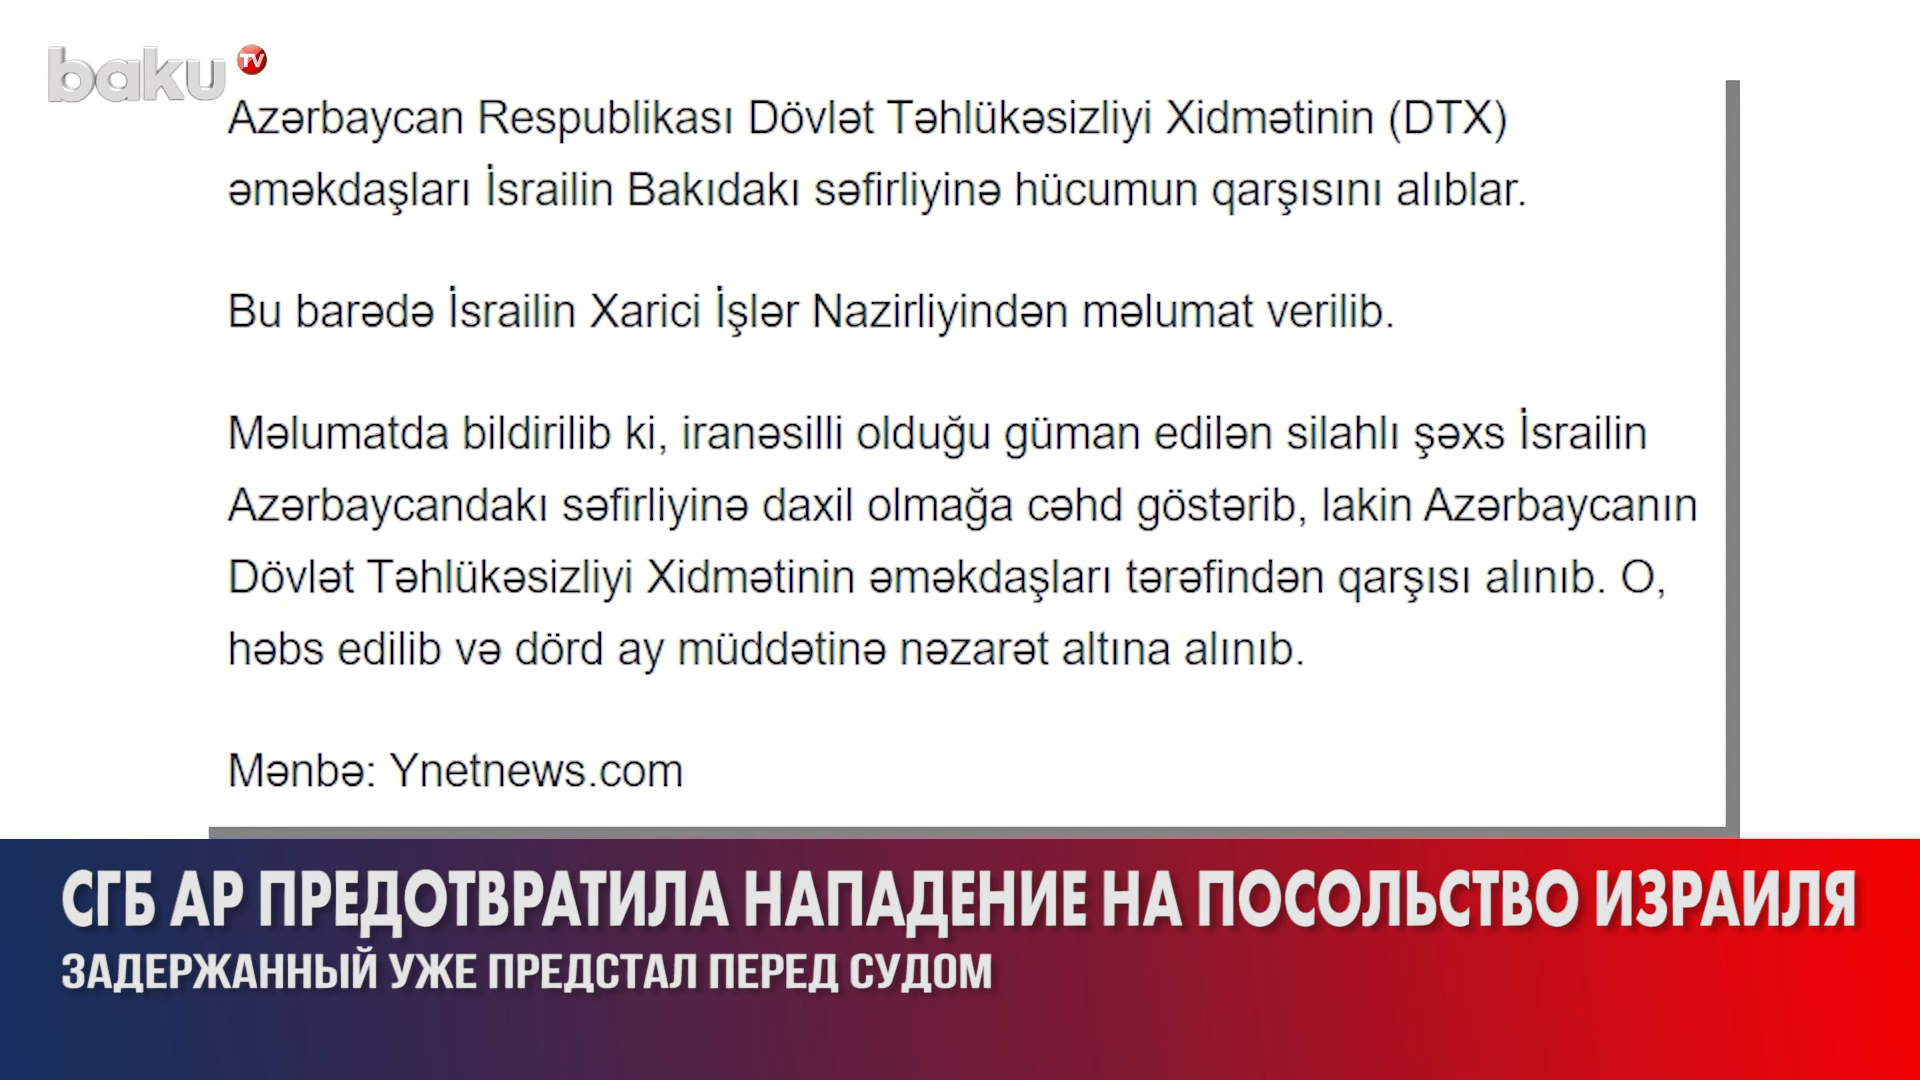 baku TV
Azərbaycan Respublikası Dövlət Təhlükəsizliyi Xidmətinin (DTX)
əməkdaşları İsrailin Bakıdakı səfirliyinə hücumun qarşısını alıblar.
Bu barədə İsrailin Xarici İşlər Nazirliyindən məlumat verilib.
Məlumatda bildirilib ki, iranəsilli olduğu güman edilən silahlı şəxs İsrailin
Azərbaycandakı səfirliyinə daxil olmağa cəhd göstərib, lakin Azərbaycanın
Dövlət Təhlükəsizliyi Xidmətinin əməkdaşları tərəfindən qarşısı alınıb. O,
həbs edilib və dörd ay müddətinə nəzarət altına alınıb.
Mənbə: Ynetnews.com
СГБ АР ПРЕДОТВРАТИЛА НАПАДЕНИЕ НА ПОСОЛЬСТВО ИЗРАИЛЯ
ЗАДЕРЖАННЫЙ УЖЕ ПРЕДСТАЛ ПЕРЕД СУДОМ